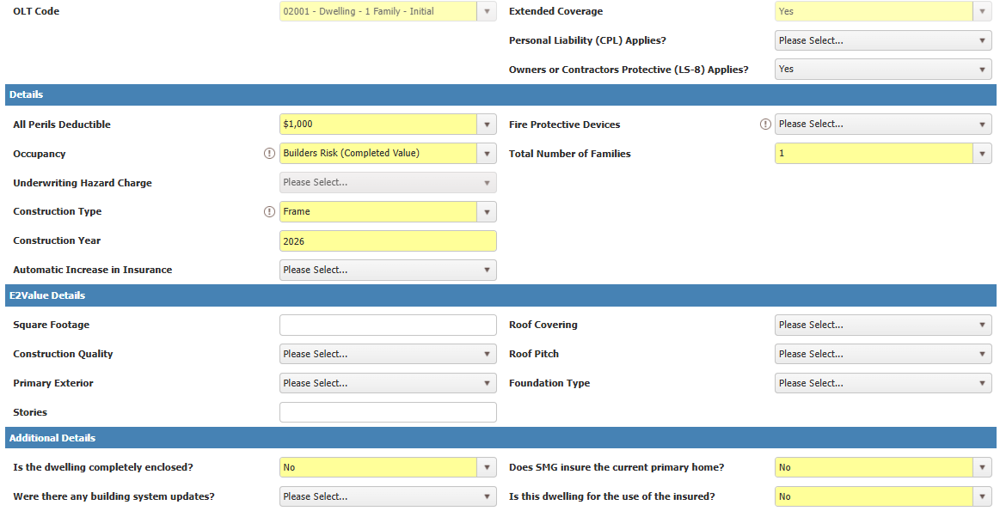 OLT Code 02001 - Dwelling - 1 Family - Initial Extended Coverage Yes
Personal Liability (CPL) Applies? Please Select...
Owners or Contractors Protective (LS-8) Applies? Yes
Details
All Perils Deductible $1,000 Fire Protective Devices Please Select...
Occupancy Builders Risk (Completed Value) Total Number of Families 1
Underwriting Hazard Charge Please Select...
Construction Type Frame
Construction Year 2026
Automatic Increase in Insurance Please Select...
E2Value Details
Square Footage Roof Covering Please Select...
Construction Quality Please Select... Roof Pitch Please Select...
Primary Exterior Please Select... Foundation Type Please Select...
Stories
Additional Details
Is the dwelling completely enclosed? No Does SMG insure the current primary home? No
Were there any building system updates? Please Select... Is this dwelling for the use of the insured? No